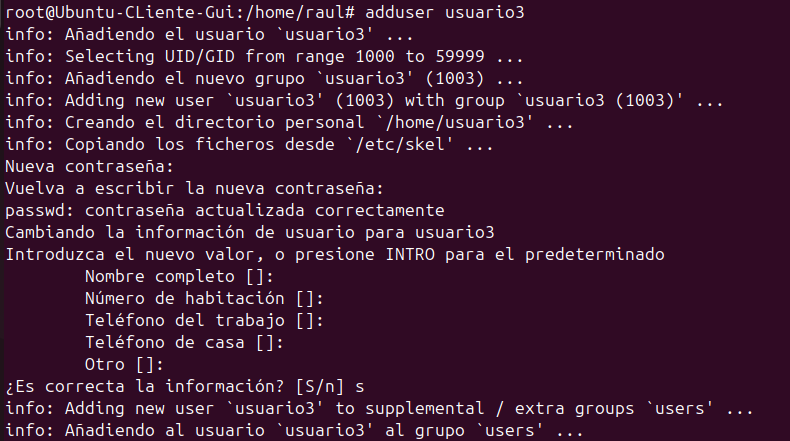 root@Ubuntu-CLiente-Gui:/home/raul# adduser usuario3
info: Añadiendo el usuario `usuario3' ...
info: Selecting UID/GID from range 1000 to 59999 ...
info: Añadiendo el nuevo grupo `usuario3' (1003) ...
info: Adding new user `usuario3' (1003) with group `usuario3 (1003)' ...
info: Creando el directorio personal `/home/usuario3' ...
info: Copiando los ficheros desde `/etc/skel' ...
Nueva contraseña:
Vuelva a escribir la nueva contraseña:
passwd: contraseña actualizada correctamente
Cambiando la información de usuario para usuario3
Introduzca el nuevo valor, o presione INTRO para el predeterminado
        Nombre completo []:
        Número de habitación []:
        Teléfono del trabajo []:
        Teléfono de casa []:
        Otro []:
¿Es correcta la información? [S/n] s
info: Adding new user `usuario3' to supplemental / extra groups `users' ...
info: Añadiendo al usuario `usuario3' al grupo `users' ...